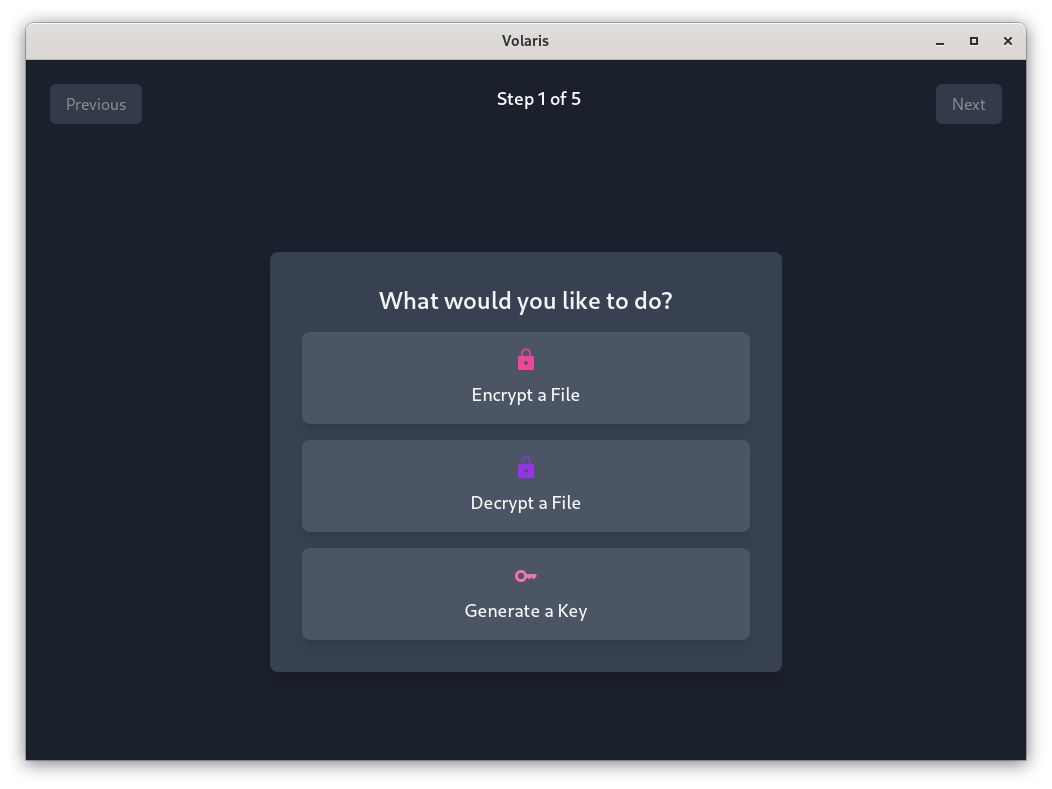 Volaris
Previous
Step 1 of 5
Next
What would you like to do?
Encrypt a File
Decrypt a File
Generate a Key